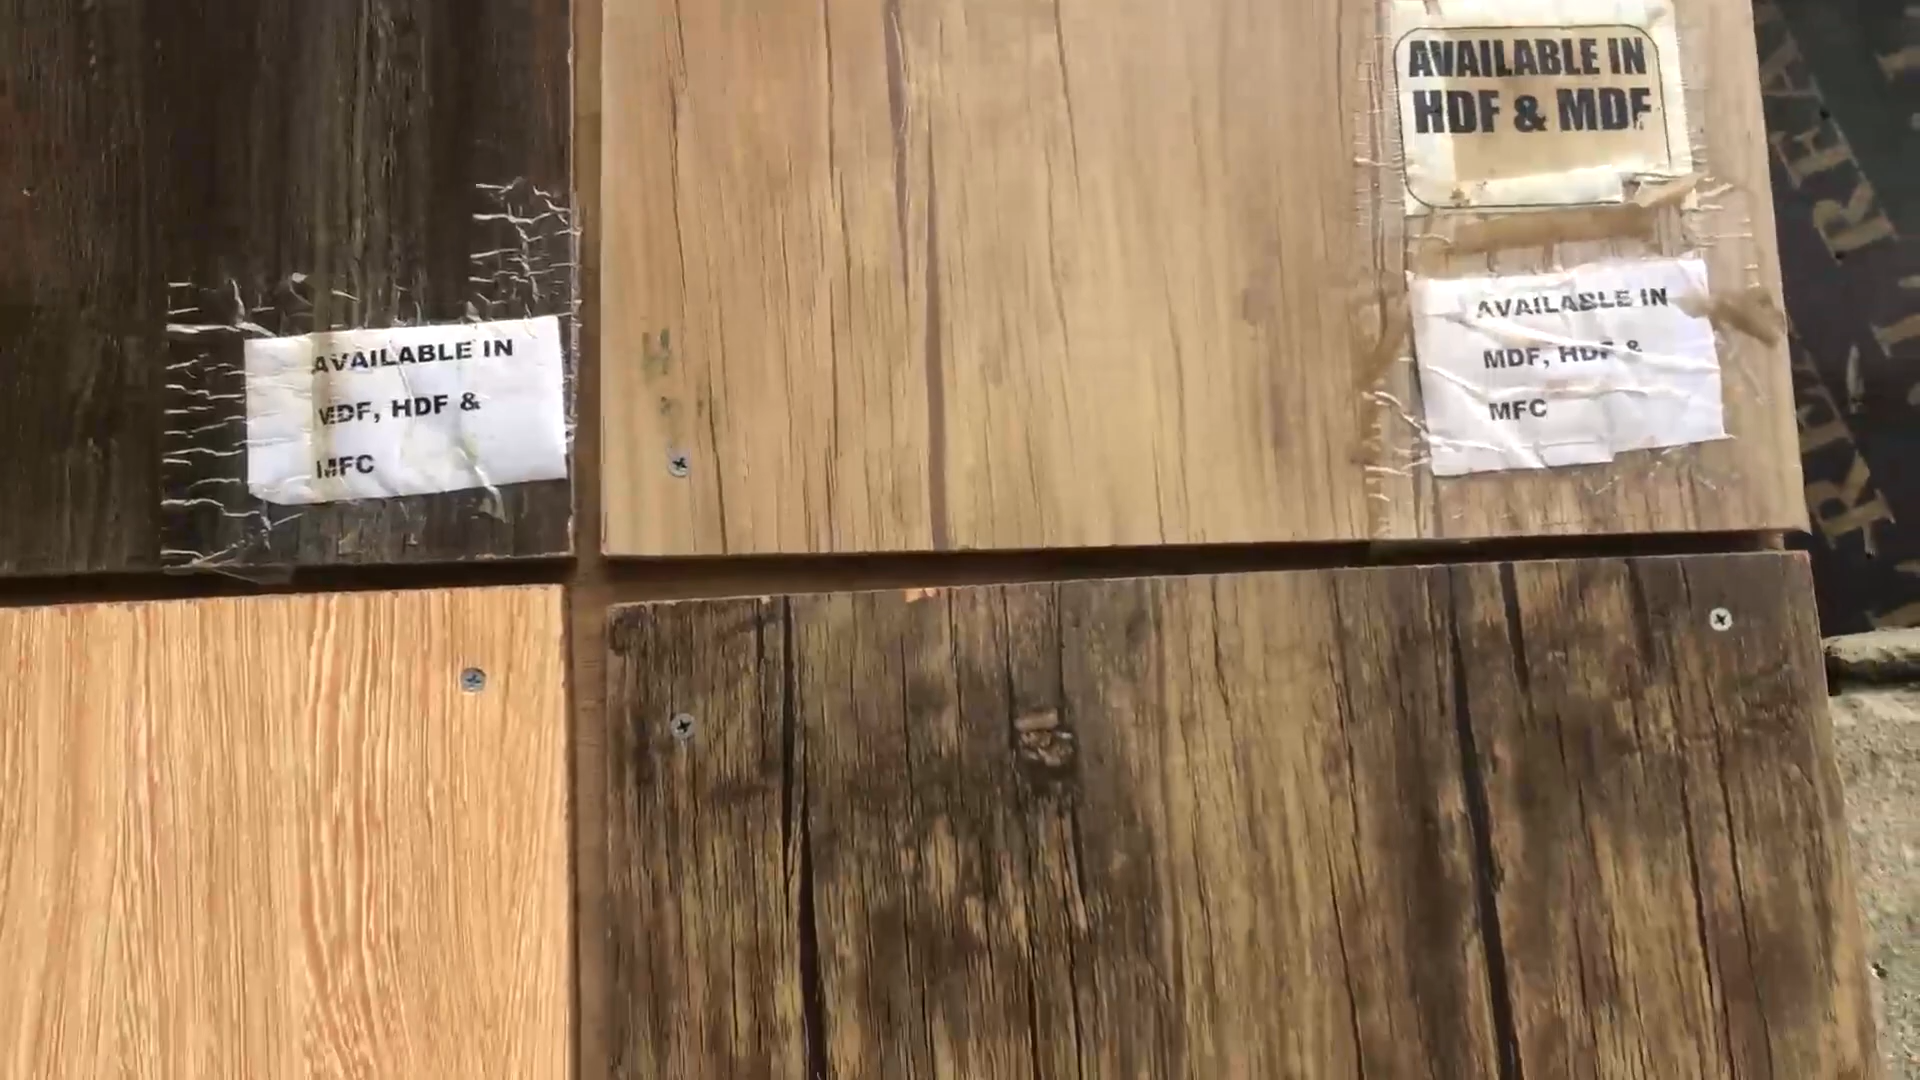 AVAILABLE IN
HDF & MDF
AVAILABLE IN
MDF, HDF &
MFC
AVAILABLE IN
MDF, HDF &
MFC